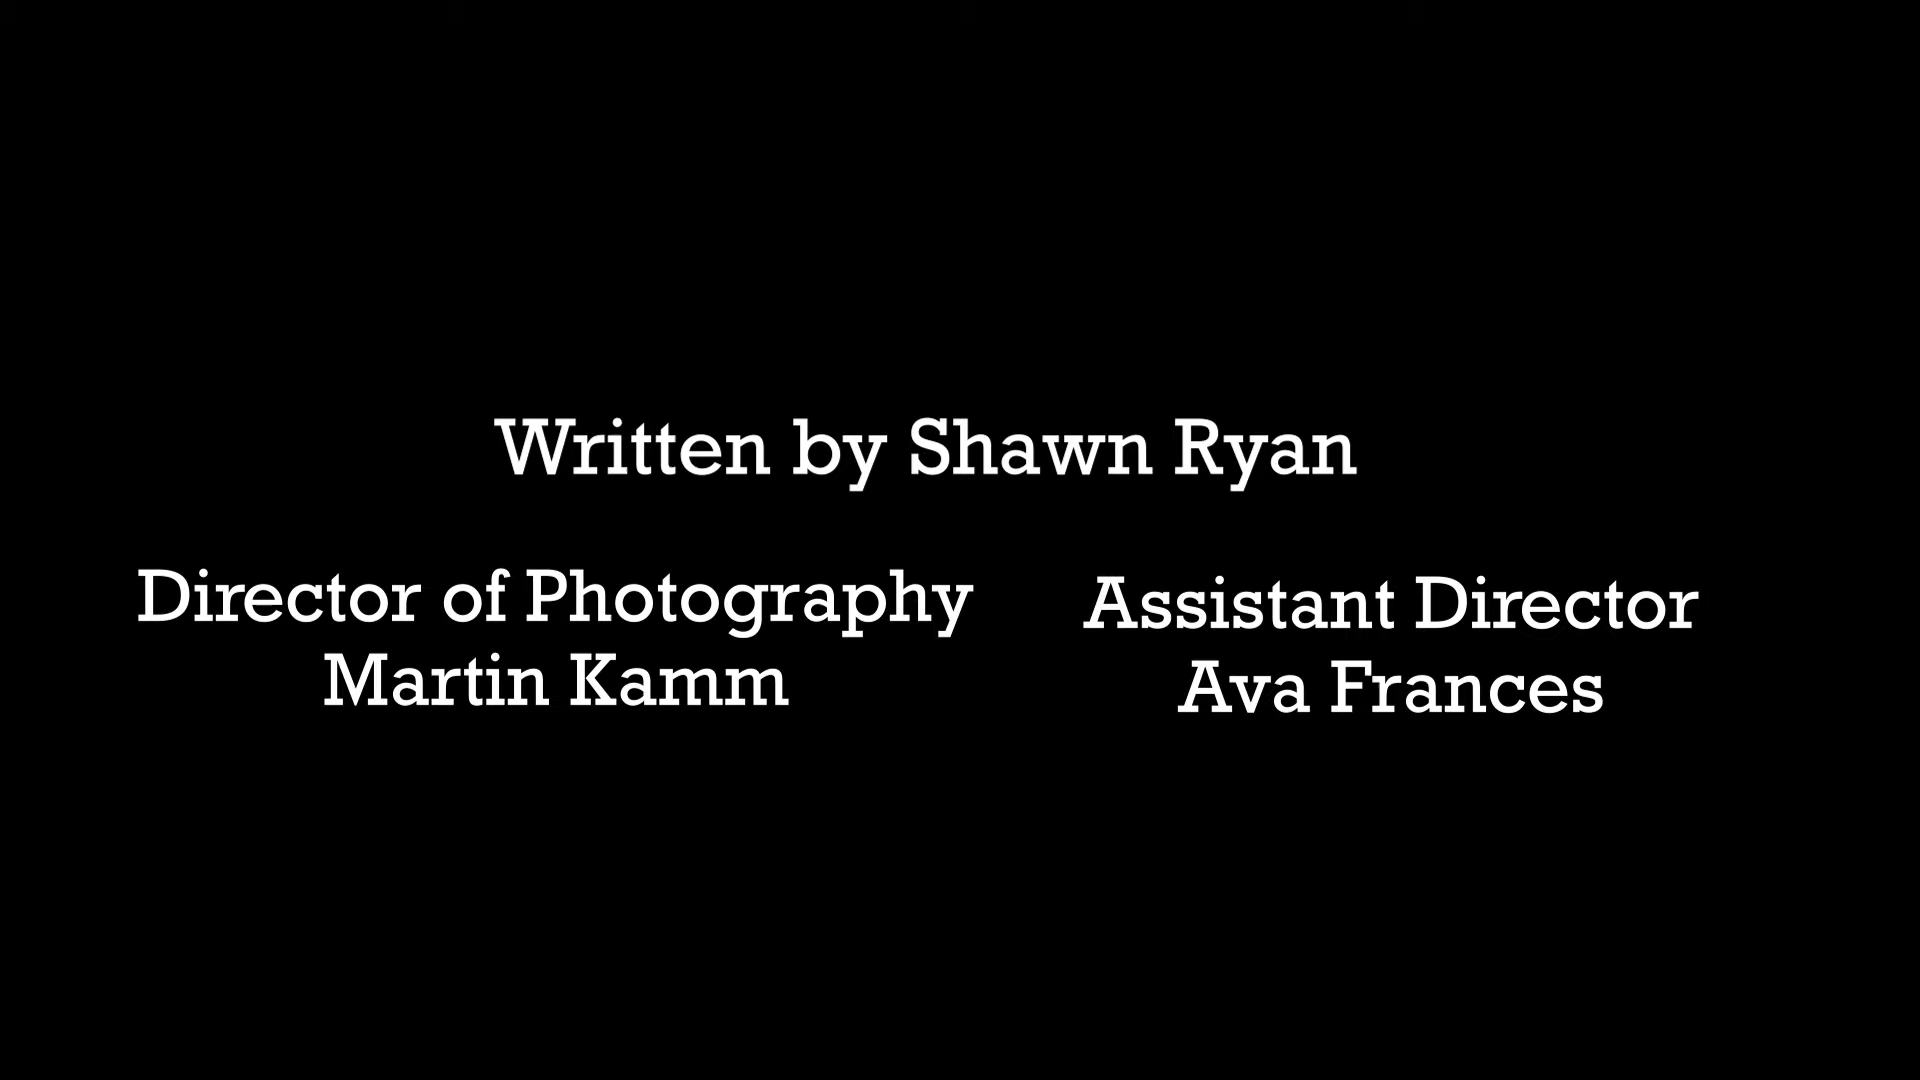 Written by Shawn Ryan
Director of Photography
Martin Kamm
Assistant Director
Ava Frances